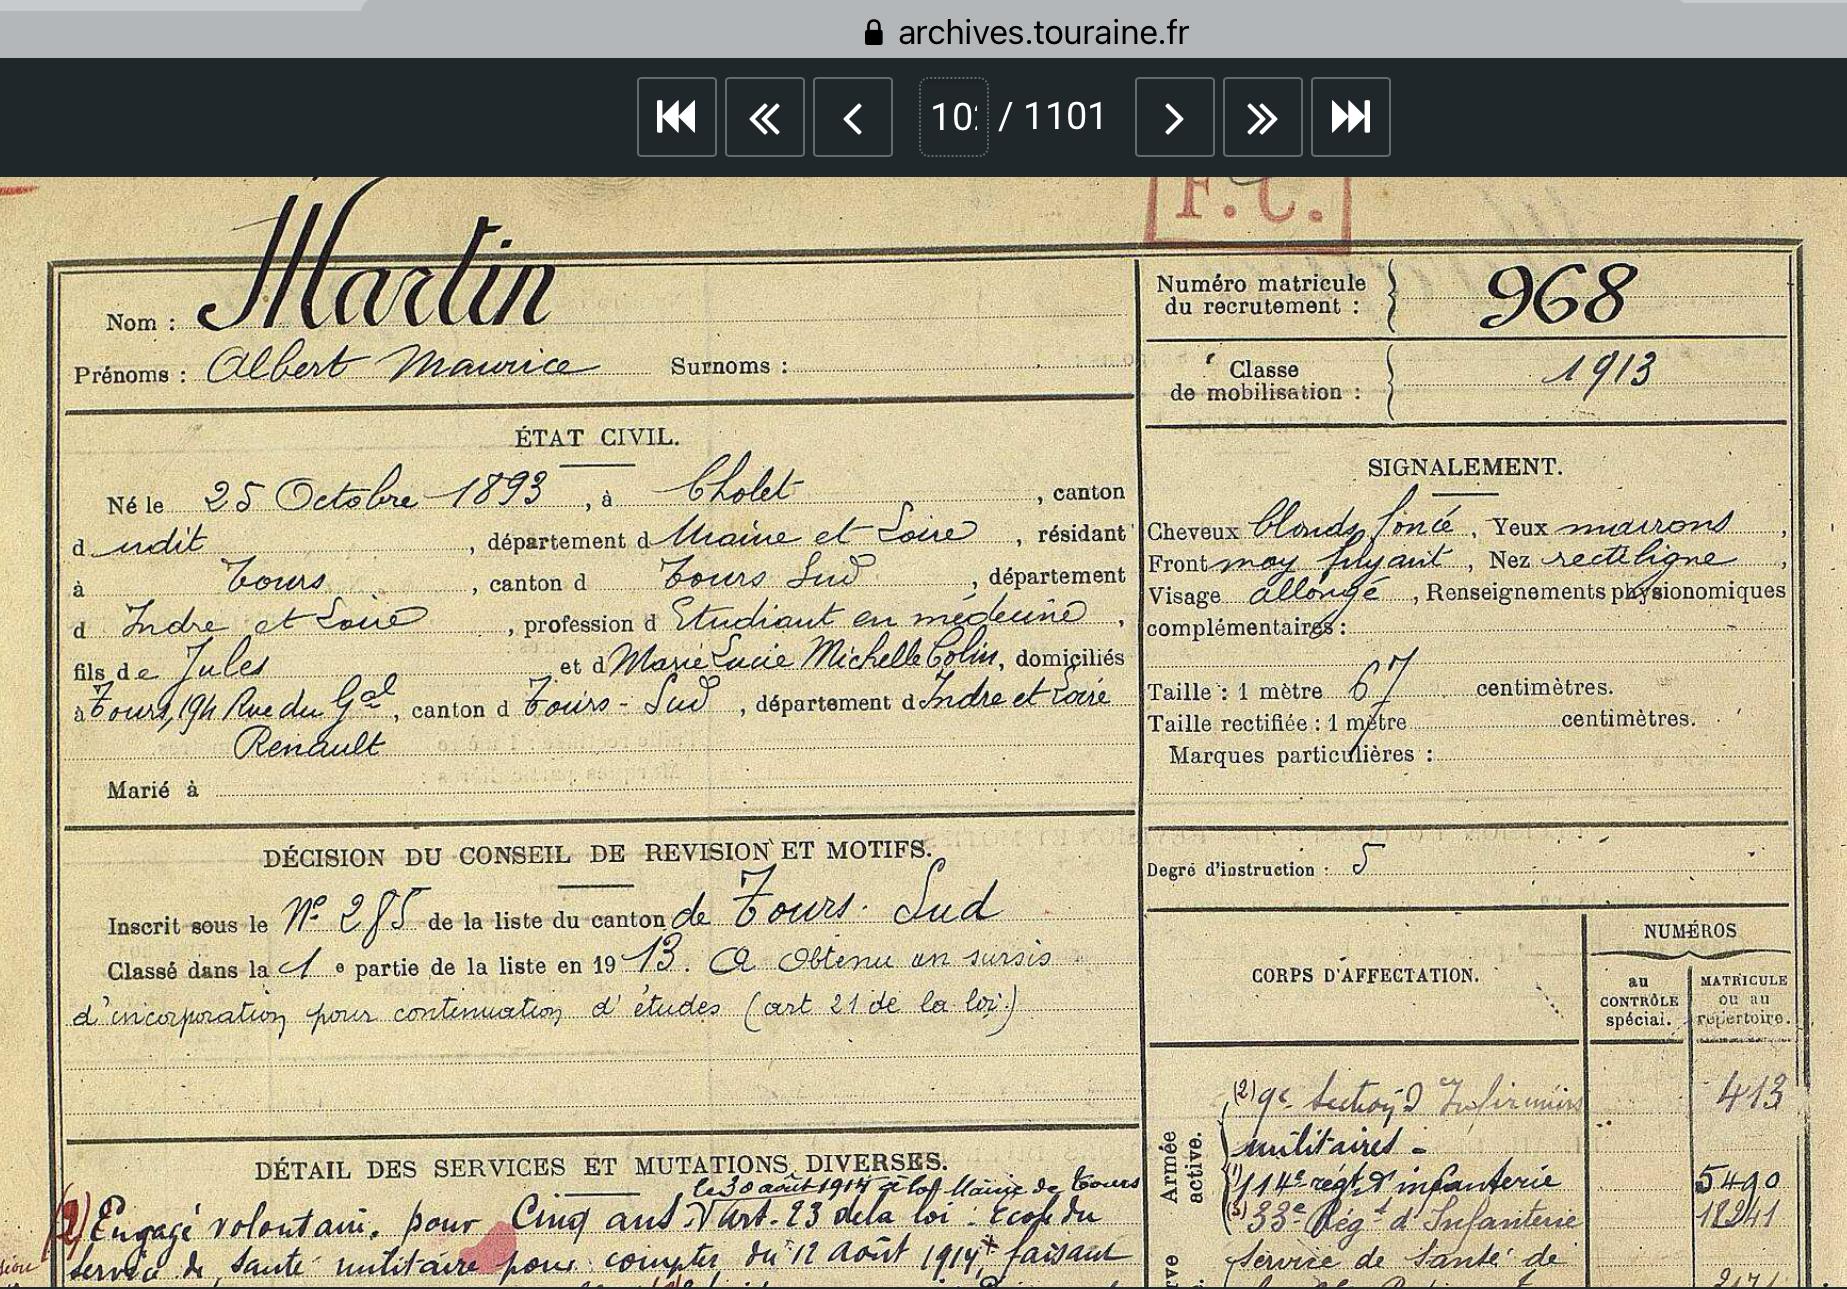 archives.touraine.fr
/ 1101
F. C.
Nom : Martin
Prénoms : Albert Maurice Surnoms :
Numéro matricule
du recrutement : 968
Classe
de mobilisation : 1913
ÉTAT CIVIL.
Né le 25 Octobre 1893, à Cholet, canton
d udit, département d Maine et Loire, résidant
à Tours, canton d Tours Sud, département
d Indre et Loire, profession d Etudiant en médecine,
fils de Jules et d Marie Lucie Michelle Colin, domiciliés
à Tours, 194 Rue du Gal, canton d Tours-Sud, département d Indre et Loire
Renault
Marié à
SIGNALEMENT.
Cheveux blonds foncé, Yeux marrons,
Front moy fuyant, Nez rectiligne,
Visage allongé, Renseignements physionomiques
complémentaires :
Taille : 1 mètre 67 centimètres.
Taille rectifiée : 1 mètre centimètres.
Marques particulières :
DÉCISION DU CONSEIL DE REVISION ET MOTIFS.
Inscrit sous le No 285 de la liste du canton de Tours-Sud
Classé dans la 1e partie de la liste en 1913. A obtenu un sursis
d'incorporation pour continuation d'études (art 21 de la loi)
Degré d'instruction : 5
CORPS D'AFFECTATION.
NUMÉROS
au
CONTRÔLE
spécial.
MATRICULE
ou au
répertoire.
Armée
active.
(2) 9e Section d'Infirmiers 413
militaires -
(1) 114e régt d'infanterie 5490
(3) 33e Régt d'Infanterie 18241
Service de Santé de
DÉTAIL DES SERVICES ET MUTATIONS DIVERSES.
le 30 août 1914 à la Mairie de Tours
Engagé volontaire pour Cinq ans art. 23 de la loi : Ecole du
service de santé militaire pour compter du 12 Août 1914 faisant